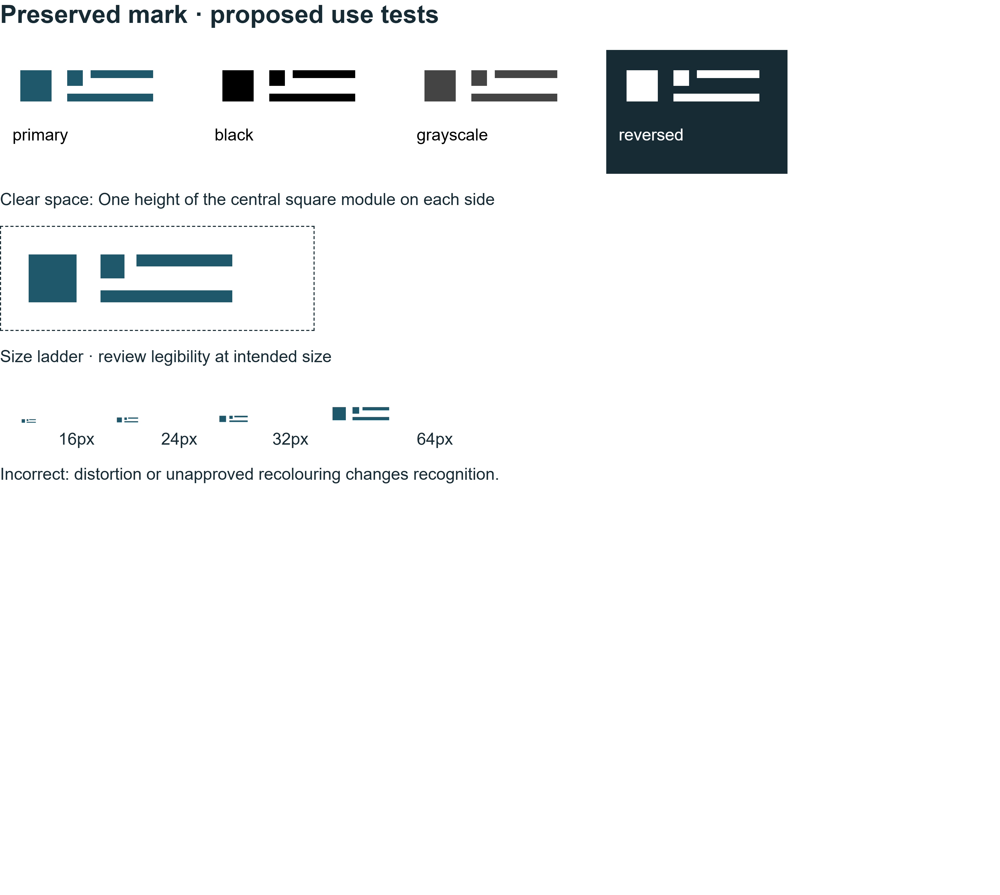 Preserved mark · proposed use tests
primary
black
grayscale
reversed
Clear space: One height of the central square module on each side
Size ladder · review legibility at intended size
16px
24px
32px
64px
Incorrect: distortion or unapproved recolouring changes recognition.